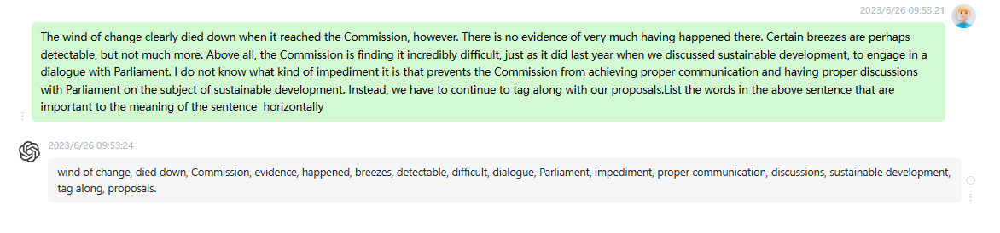 2023/6/26 09:53:21
The wind of change clearly died down when it reached the Commission, however. There is no evidence of very much having happened there. Certain breezes are perhaps
detectable, but not much more. Above all, the Commission is finding it incredibly difficult, just as it did last year when we discussed sustainable development, to engage in a
dialogue with Parliament. I do not know what kind of impediment it is that prevents the Commission from achieving proper communication and having proper discussions
with Parliament on the subject of sustainable development. Instead, we have to continue to tag along with our proposals.List the words in the above sentence that are
important to the meaning of the sentence  horizontally
2023/6/26 09:53:24
wind of change, died down, Commission, evidence, happened, breezes, detectable, difficult, dialogue, Parliament, impediment, proper communication, discussions, sustainable development,
tag along, proposals.